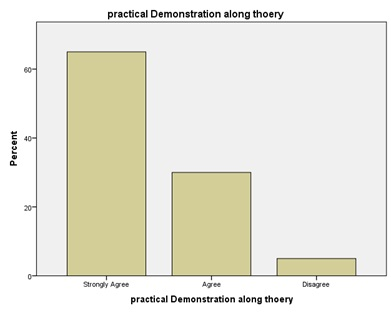 practical Demonstration along thoery
Percent
60
40
20
0
Strongly Agree
Agree
Disagree
practical Demonstration along thoery